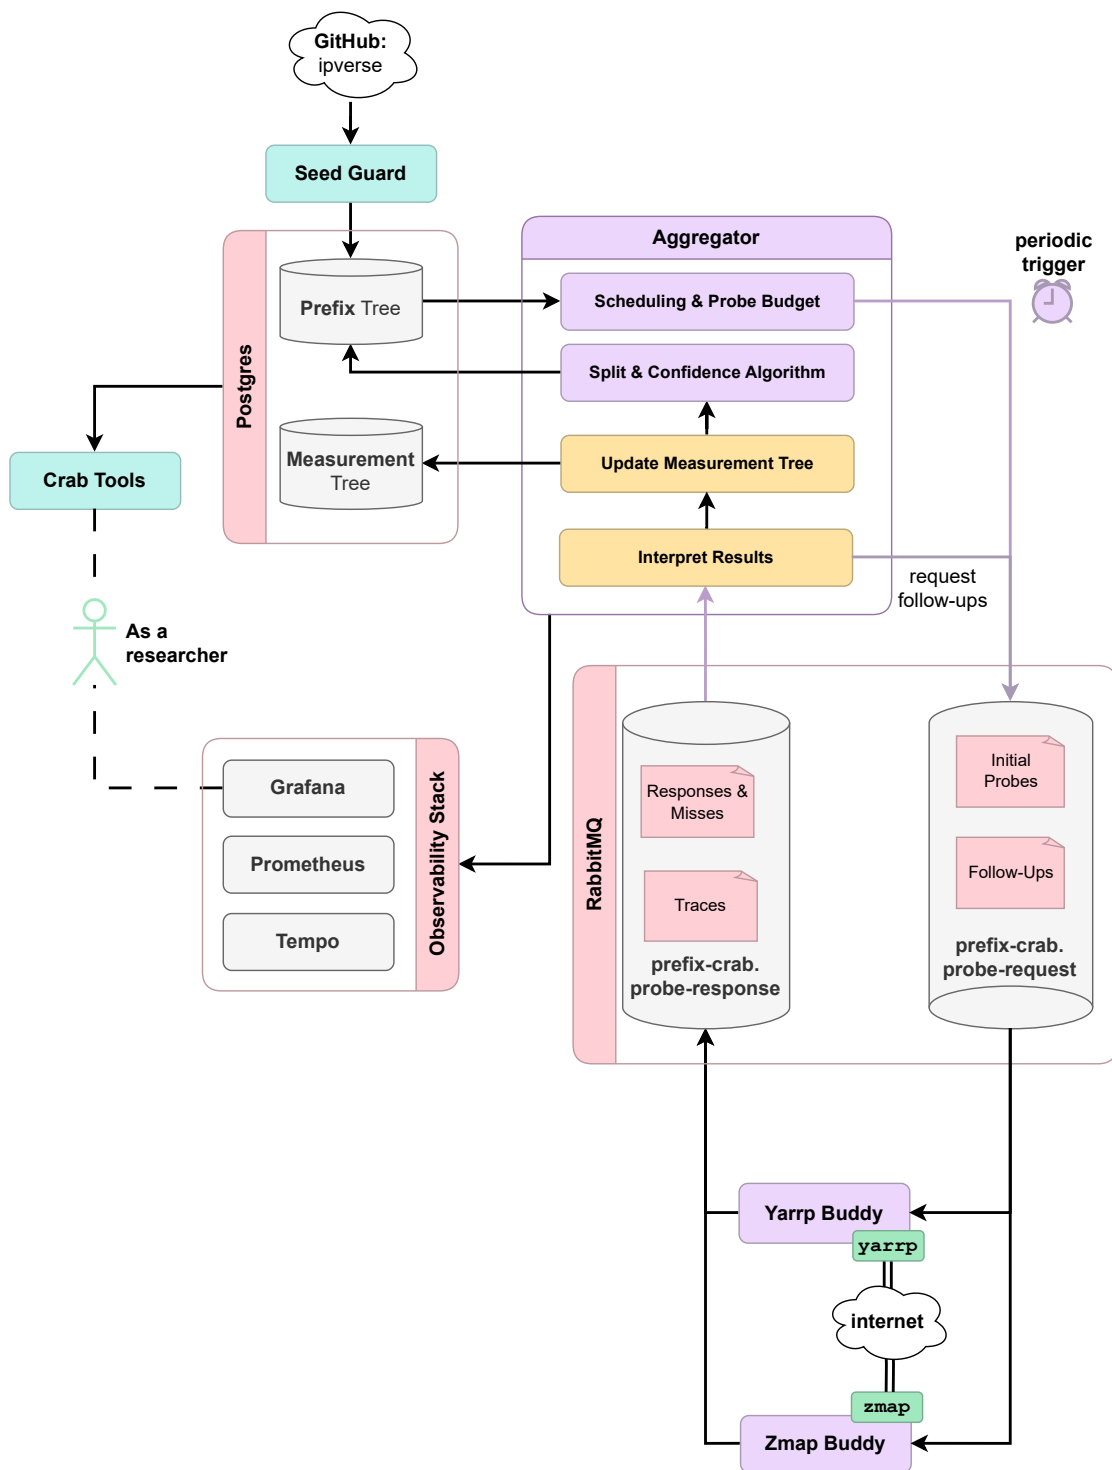 GitHub:
ipverse
Seed Guard
Postgres
Prefix Tree
Measurement
Tree
Aggregator
Scheduling & Probe Budget
Split & Confidence Algorithm
Update Measurement Tree
Interpret Results
periodic
trigger
request
follow-ups
Crab Tools
As a
researcher
Grafana
Prometheus
Tempo
Observability Stack
RabbitMQ
Responses &
Misses
Traces
prefix-crab.
probe-response
Initial
Probes
Follow-Ups
prefix-crab.
probe-request
Yarrp Buddy
yarrp
internet
zmap
Zmap Buddy